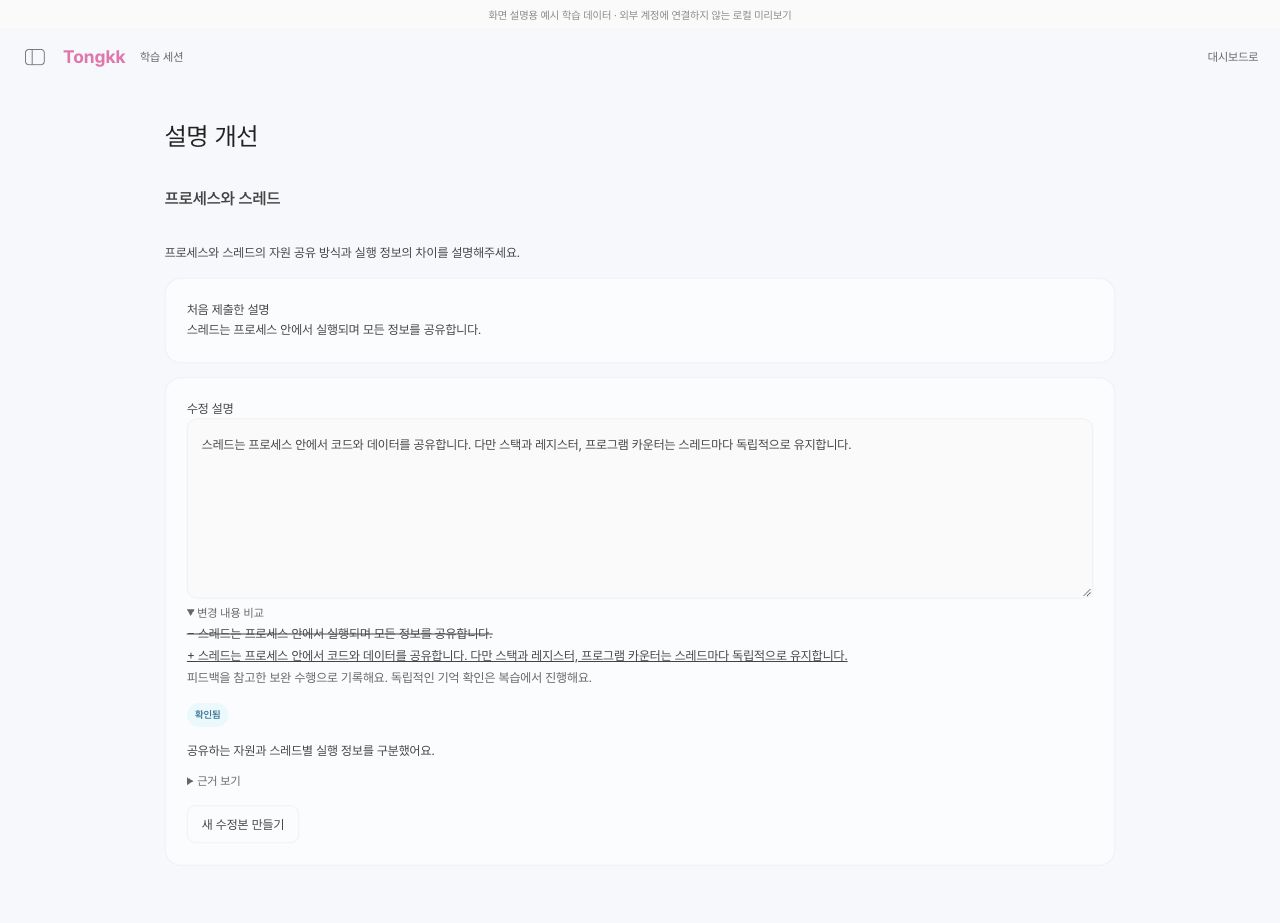 화면 설명용 예시 학습 데이터 · 외부 계정에 연결하지 않는 로컬 미리보기
Tongkk 학습 세션 대시보드로
설명 개선
프로세스와 스레드
프로세스와 스레드의 자원 공유 방식과 실행 정보의 차이를 설명해주세요.
처음 제출한 설명
스레드는 프로세스 안에서 실행되며 모든 정보를 공유합니다.
수정 설명
스레드는 프로세스 안에서 코드와 데이터를 공유합니다. 다만 스택과 레지스터, 프로그램 카운터는 스레드마다 독립적으로 유지합니다.
▼ 변경 내용 비교
− 스레드는 프로세스 안에서 실행되며 모든 정보를 공유합니다.
+ 스레드는 프로세스 안에서 코드와 데이터를 공유합니다. 다만 스택과 레지스터, 프로그램 카운터는 스레드마다 독립적으로 유지합니다.
피드백을 참고한 보완 수행으로 기록해요. 독립적인 기억 확인은 복습에서 진행해요.
확인됨
공유하는 자원과 스레드별 실행 정보를 구분했어요.
▶ 근거 보기
새 수정본 만들기